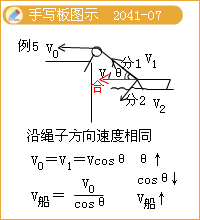 手写板图示 2041-07
例5 V₀
分1 V₁
V θ
合
分2 V₂
沿绳子方向速度相同
V₀=V₁=Vcosθ θ↑
cosθ↓
V船= V₀/cosθ V船↑